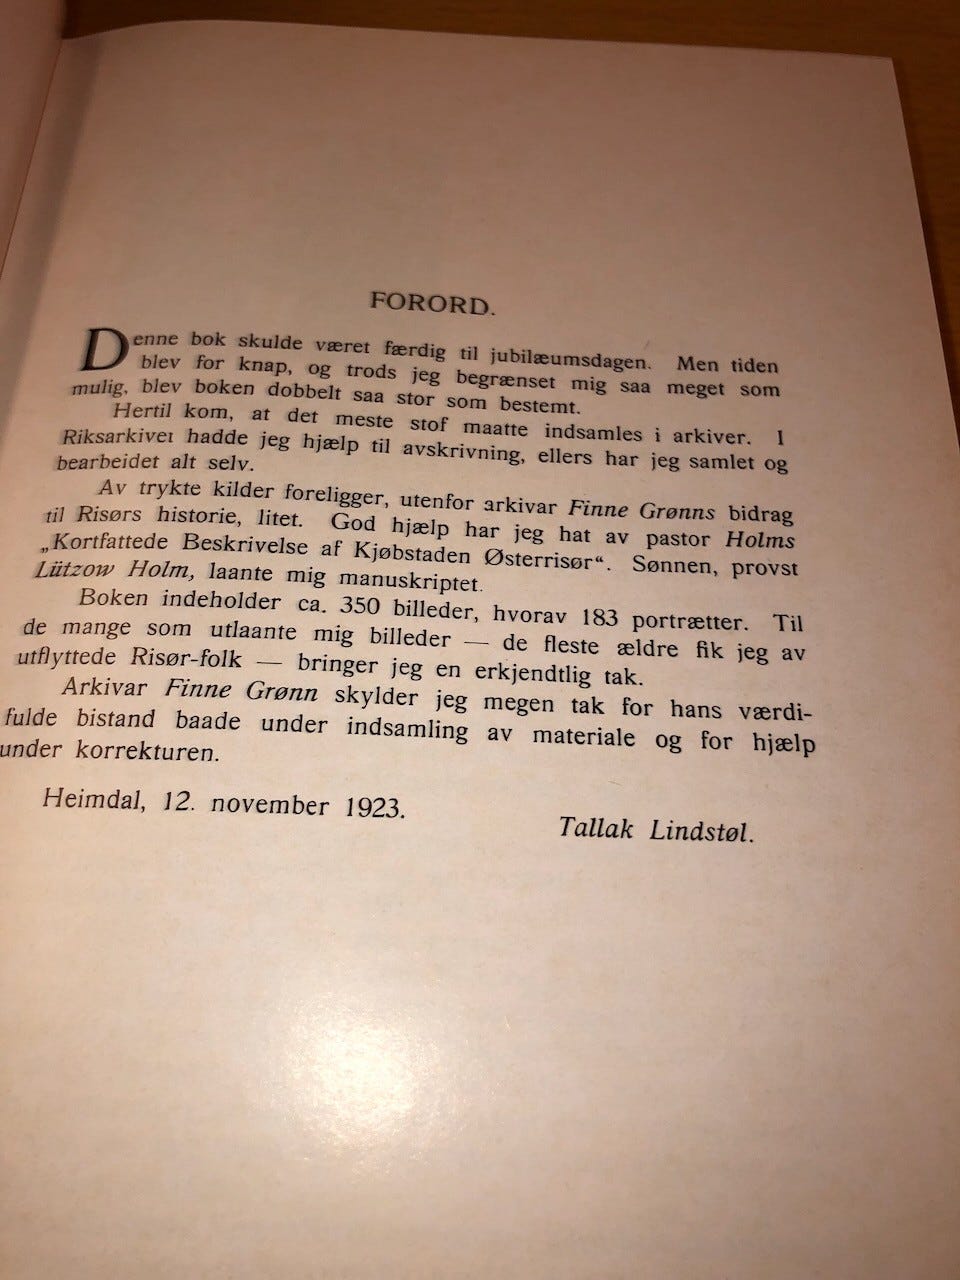 FORORD.
Denne bok skulde været færdig til jubilæumsdagen. Men tiden
blev for knap, og trods jeg begrænset mig saa meget som
mulig, blev boken dobbelt saa stor som bestemt.
Hertil kom, at det meste stof maatte indsamles i arkiver. I
Riksarkivet hadde jeg hjælp til avskrivning, ellers har jeg samlet og
bearbeidet alt selv.
Av trykte kilder foreligger, utenfor arkivar Finne Grønns bidrag
til Risørs historie, litet. God hjælp har jeg hat av pastor Holms
„Kortfattede Beskrivelse af Kjøbstaden Østerrisør“. Sønnen, provst
Lützow Holm, laante mig manuskriptet.
Boken indeholder ca. 350 billeder, hvorav 183 portrætter. Til
de mange som utlaante mig billeder — de fleste ældre fik jeg av
utflyttede Risør-folk — bringer jeg en erkjendtlig tak.
Arkivar Finne Grønn skylder jeg megen tak for hans værdi-
fulde bistand baade under indsamling av materiale og for hjælp
under korrekturen.
Heimdal, 12. november 1923.
Tallak Lindstøl.